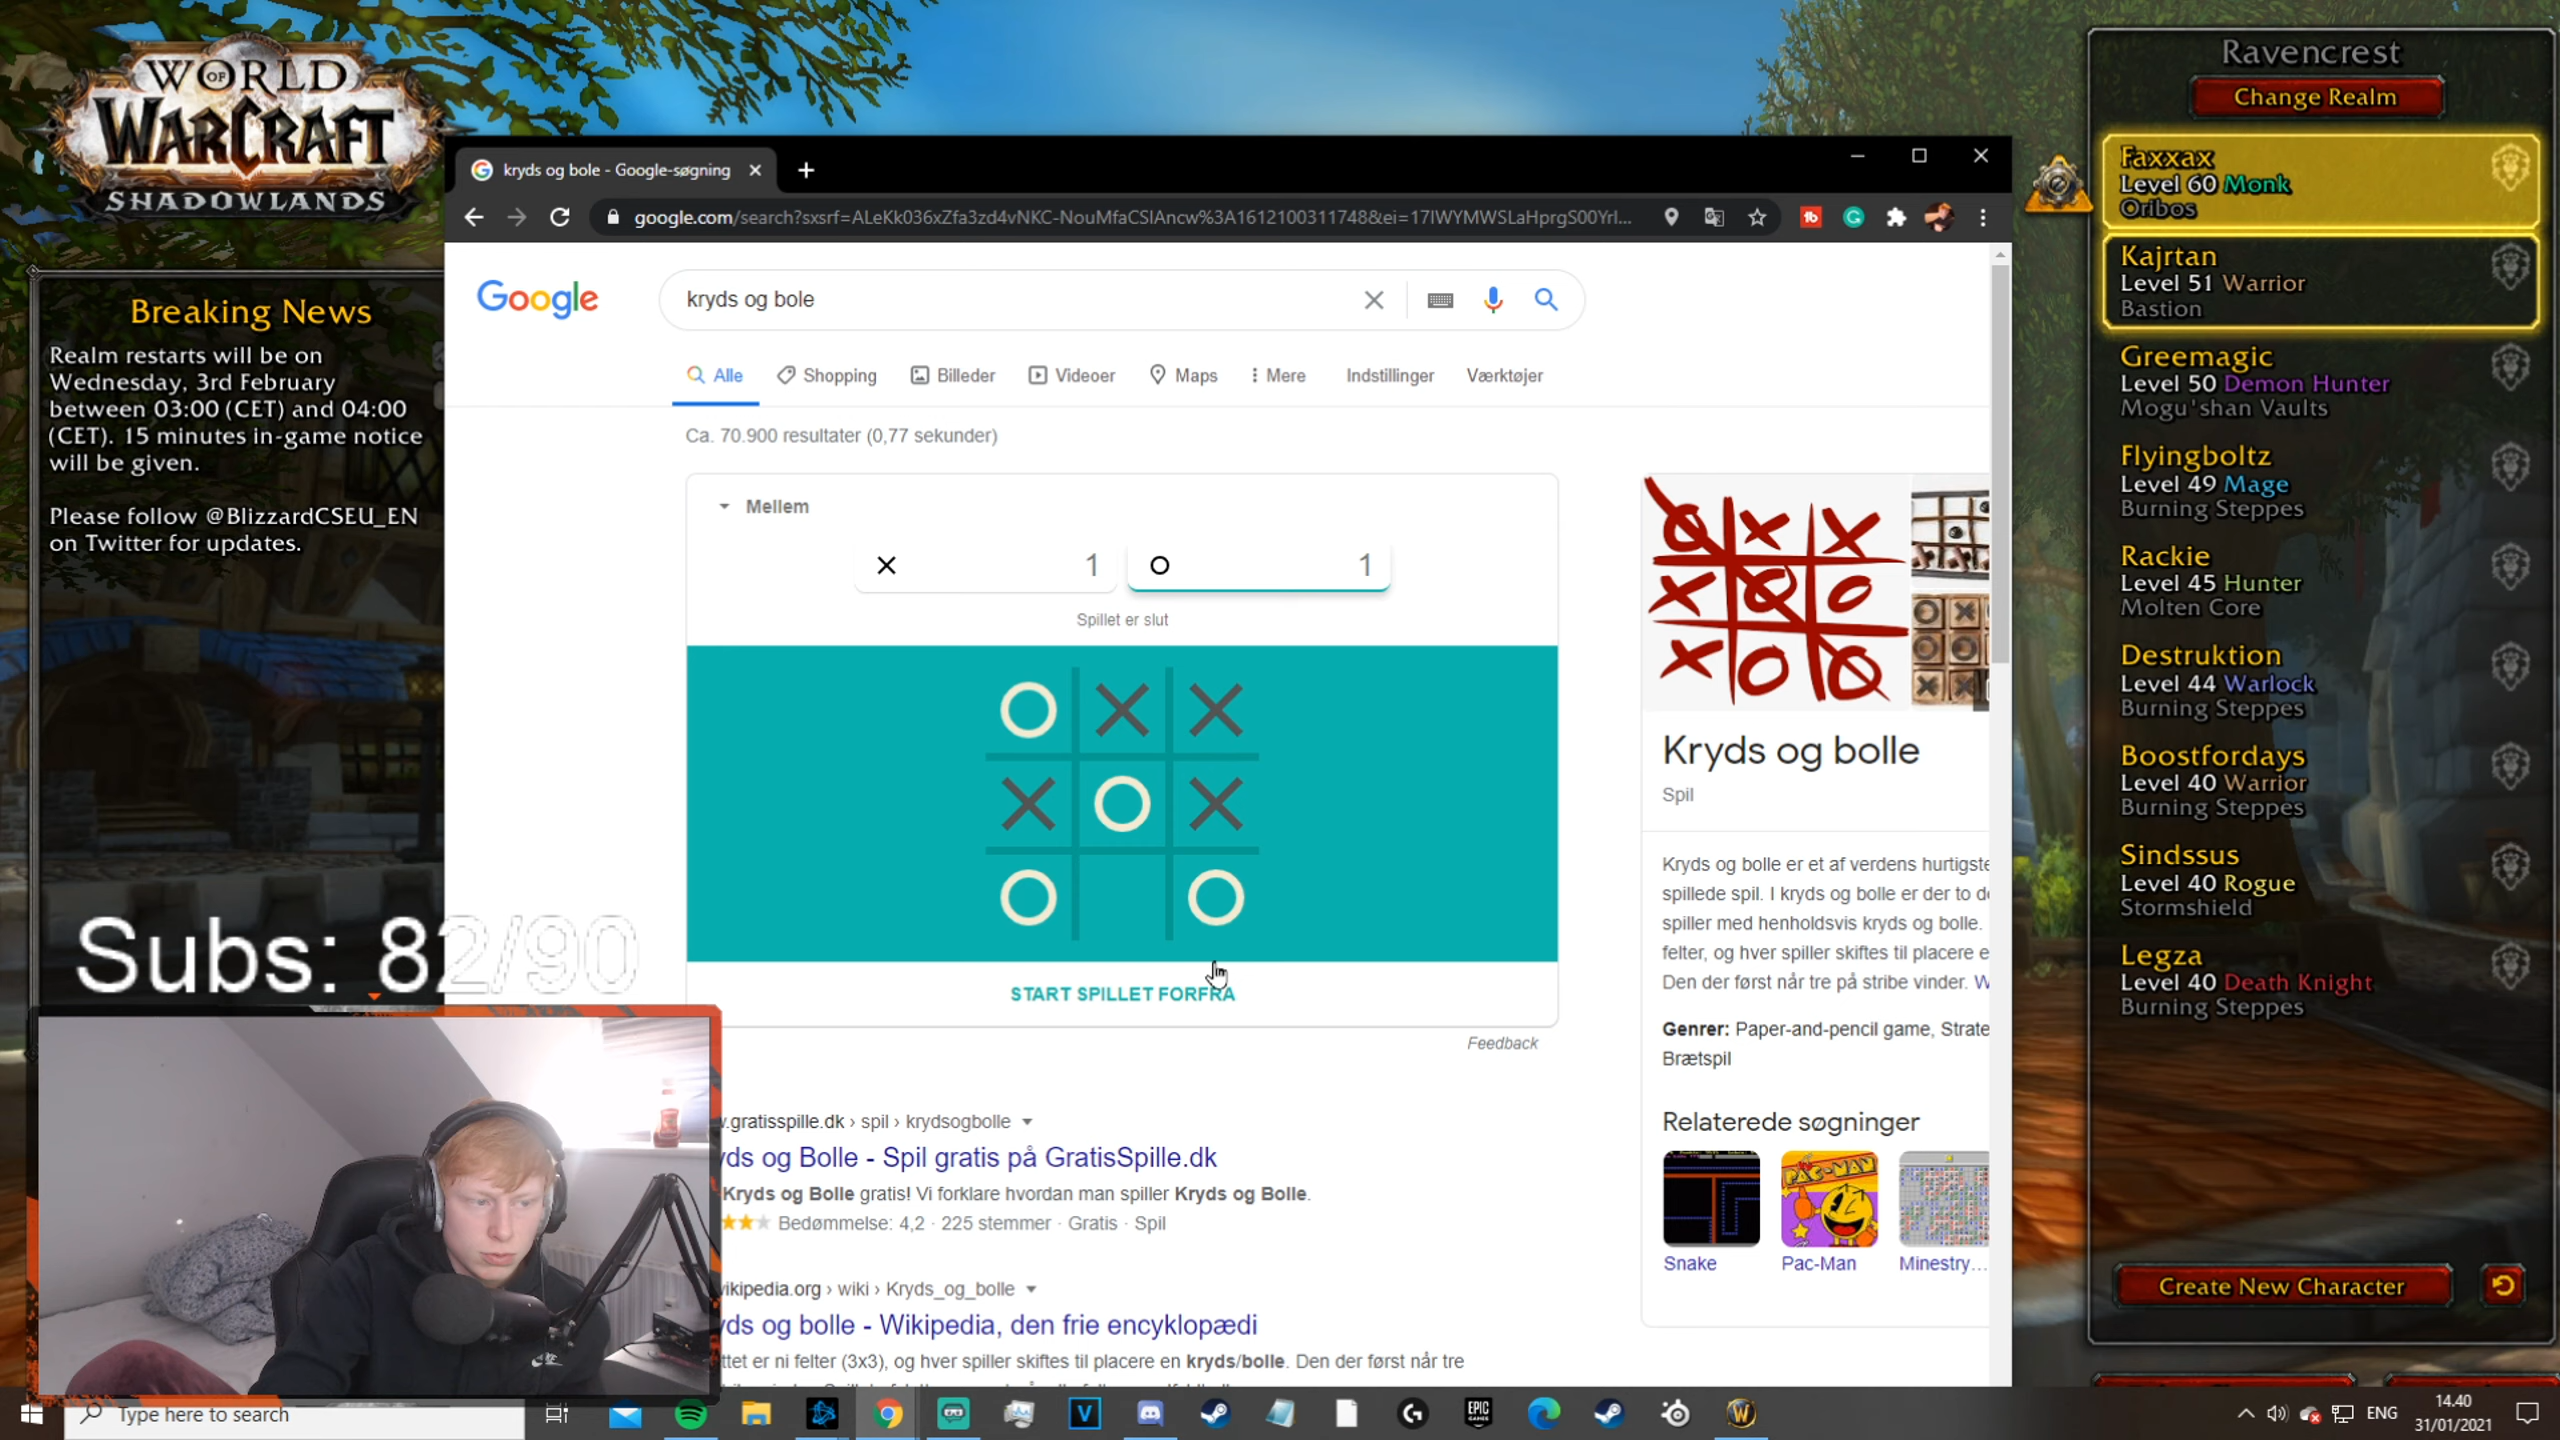 WORLD
OF
WARCRAFT
SHADOWLANDS
Breaking News
Realm restarts will be on
Wednesday, 3rd February
between 03:00 (CET) and 04:00
(CET). 15 minutes in-game notice
will be given.
Please follow @BlizzardCSEU_EN
on Twitter for updates.
Subs: 82/90
kryds og bole - Google-søgning
google.com/search?sxsrf=ALeKk036xZfa3zd4vNKC-NouMfaCSlAncw%3A1612100311748&ei=17IWYMWSLaHprgS00Yrl...
Google
kryds og bole
Alle
Shopping
Billeder
Videoer
Maps
Mere
Indstillinger
Værktøjer
Ca. 70.900 resultater (0,77 sekunder)
Mellem
1
1
Spillet er slut
START SPILLET FORFRA
Feedback
.gratisspille.dk › spil › krydsogbolle
ds og Bolle - Spil gratis på GratisSpille.dk
Kryds og Bolle gratis! Vi forklare hvordan man spiller Kryds og Bolle.
Bedømmelse: 4,2 · 225 stemmer · Gratis · Spil
ikipedia.org › wiki › Kryds_og_bolle
ds og bolle - Wikipedia, den frie encyklopædi
ttet er ni felter (3x3), og hver spiller skiftes til placere en kryds/bolle. Den der først når tre
Kryds og bolle
Spil
Kryds og bolle er et af verdens hurtigste
spillede spil. I kryds og bolle er der to de
spiller med henholdsvis kryds og bolle.
felter, og hver spiller skiftes til placere e
Den der først når tre på stribe vinder. W
Genrer: Paper-and-pencil game, Strate
Brætspil
Relaterede søgninger
PAC-MAN
Snake
Pac-Man
Minestry...
Ravencrest
Change Realm
Faxxax
Level 60 Monk
Oribos
Kajrtan
Level 51 Warrior
Bastion
Greemagic
Level 50 Demon Hunter
Mogu'shan Vaults
Flyingboltz
Level 49 Mage
Burning Steppes
Rackie
Level 45 Hunter
Molten Core
Destruktion
Level 44 Warlock
Burning Steppes
Boostfordays
Level 40 Warrior
Burning Steppes
Sindssus
Level 40 Rogue
Stormshield
Legza
Level 40 Death Knight
Burning Steppes
Create New Character
Type here to search
EPIC
GAMES
ENG
14.40
31/01/2021